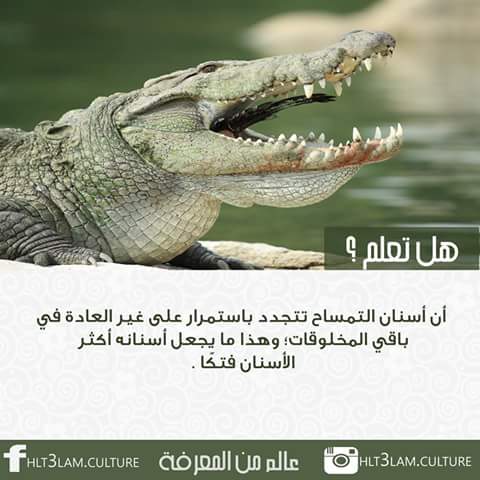 هل تعلم ؟
أن أسنان التمساح تتجدد باستمرار على غير العادة في
باقي المخلوقات؛ وهذا ما يجعل أسنانه أكثر
الأسنان فتكًا .
HLT3LAM.CULTURE
عالم من المعرفة
HLT3LAM.CULTURE